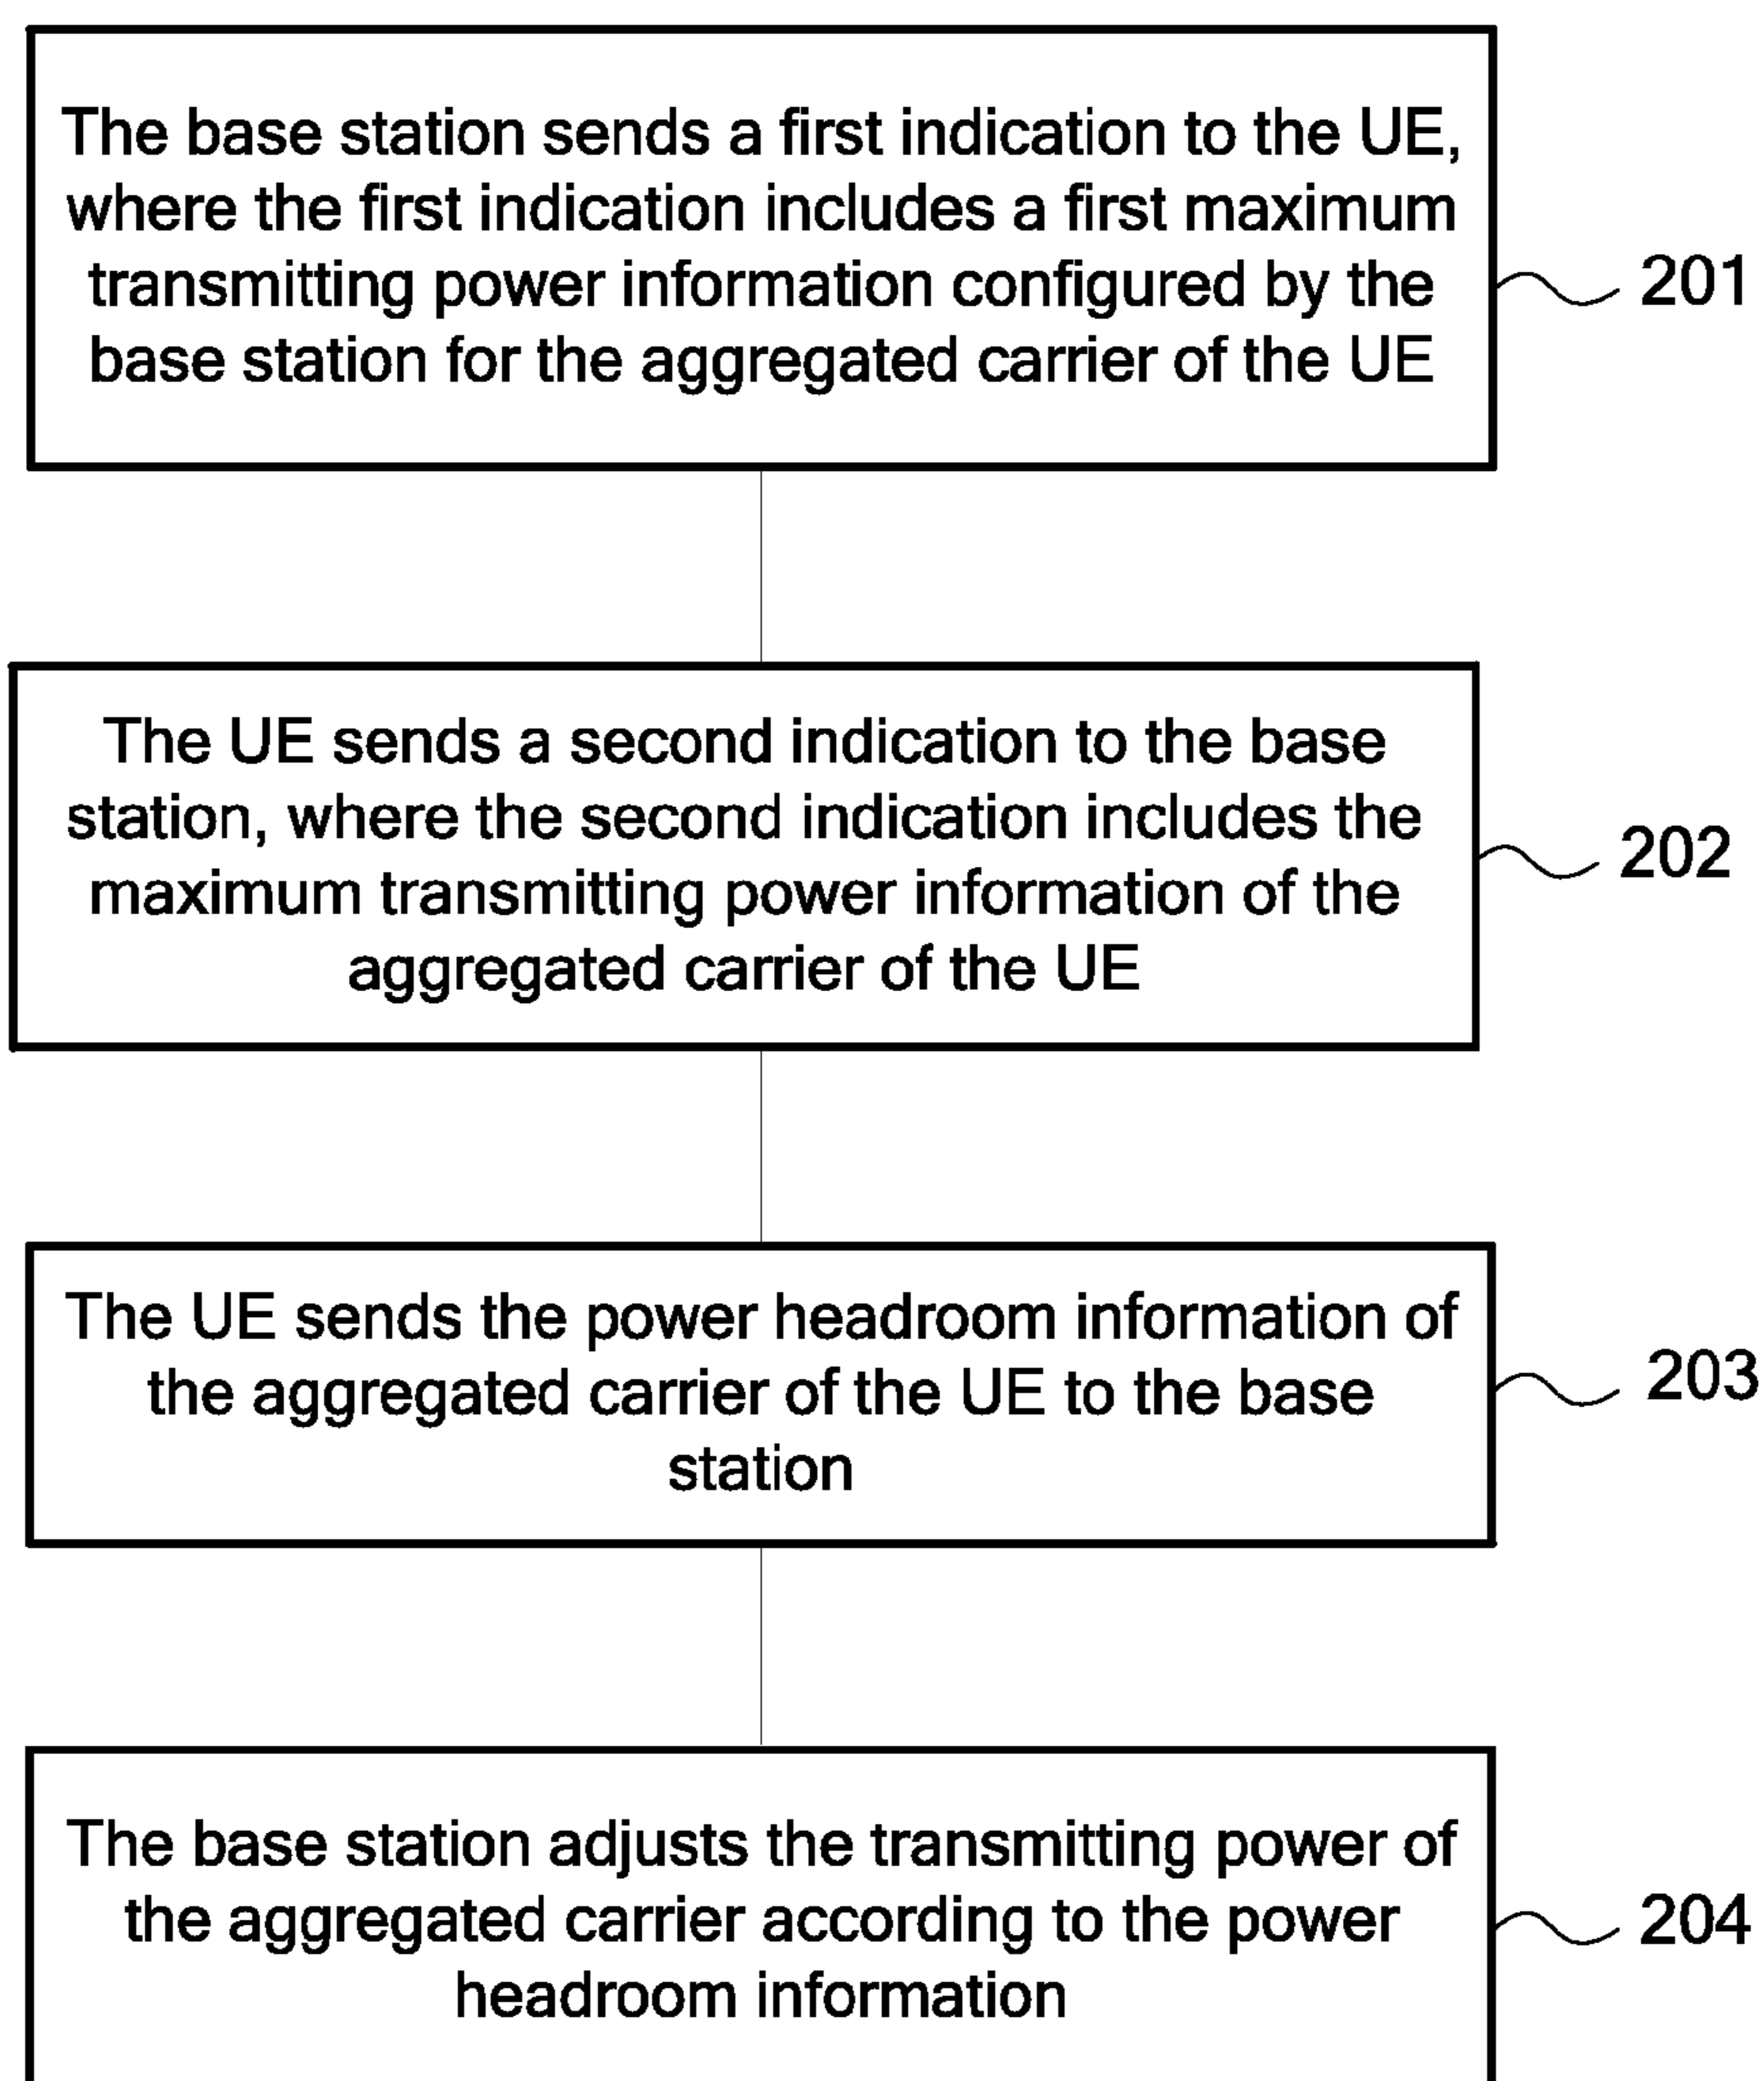 The base station sends a first indication to the UE,
where the first indication includes a first maximum
transmitting power information configured by the
base station for the aggregated carrier of the UE
201
The UE sends a second indication to the base
station, where the second indication includes the
maximum transmitting power information of the
aggregated carrier of the UE
202
The UE sends the power headroom information of
the aggregated carrier of the UE to the base
station
203
The base station adjusts the transmitting power of
the aggregated carrier according to the power
headroom information
204